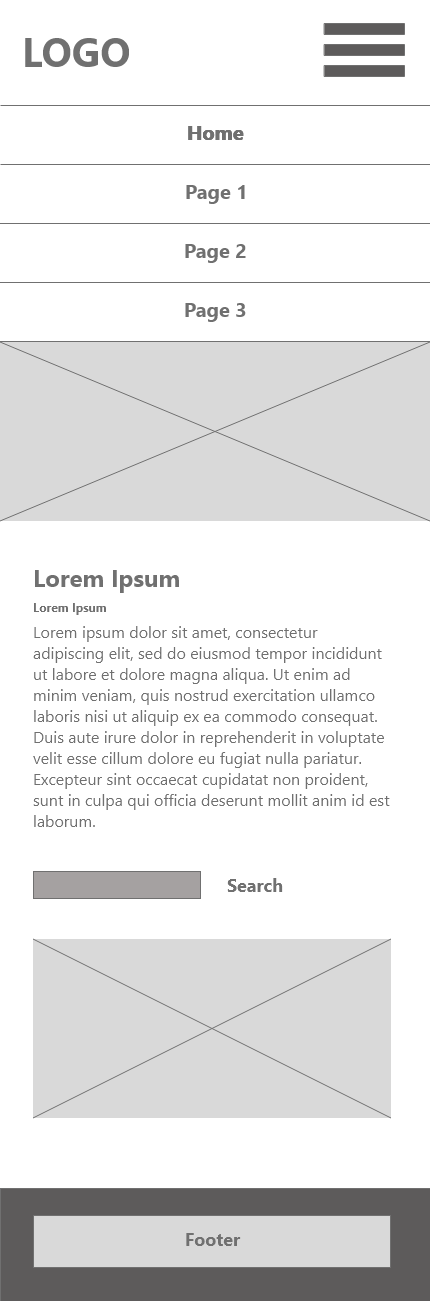 LOGO
Home
Page 1
Page 2
Page 3
Lorem Ipsum
Lorem Ipsum
Lorem ipsum dolor sit amet, consectetur
adipiscing elit, sed do eiusmod tempor incididunt
ut labore et dolore magna aliqua. Ut enim ad
minim veniam, quis nostrud exercitation ullamco
laboris nisi ut aliquip ex ea commodo consequat.
Duis aute irure dolor in reprehenderit in voluptate
velit esse cillum dolore eu fugiat nulla pariatur.
Excepteur sint occaecat cupidatat non proident,
sunt in culpa qui officia deserunt mollit anim id est
laborum.
Search
Footer